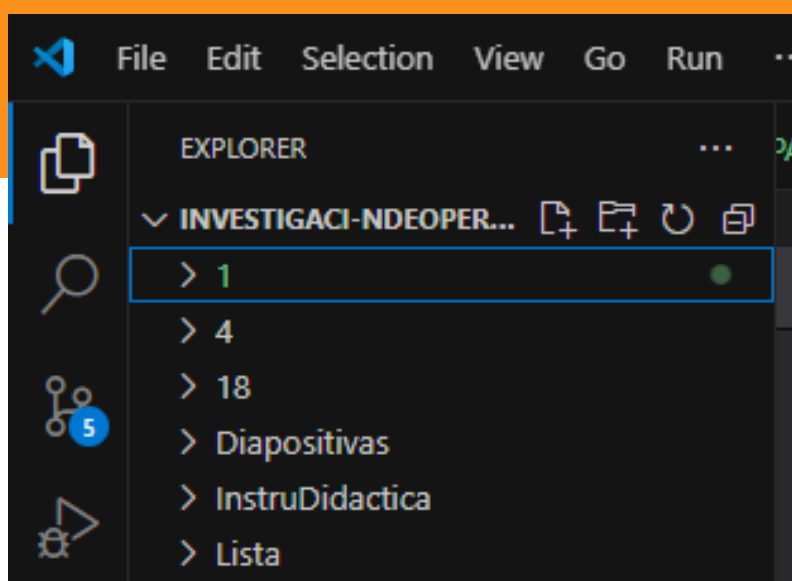 File Edit Selection View Go Run ...
EXPLORER ...
INVESTIGACI-NDEOPER...
1
4
18
5
Diapositivas
InstruDidactica
Lista